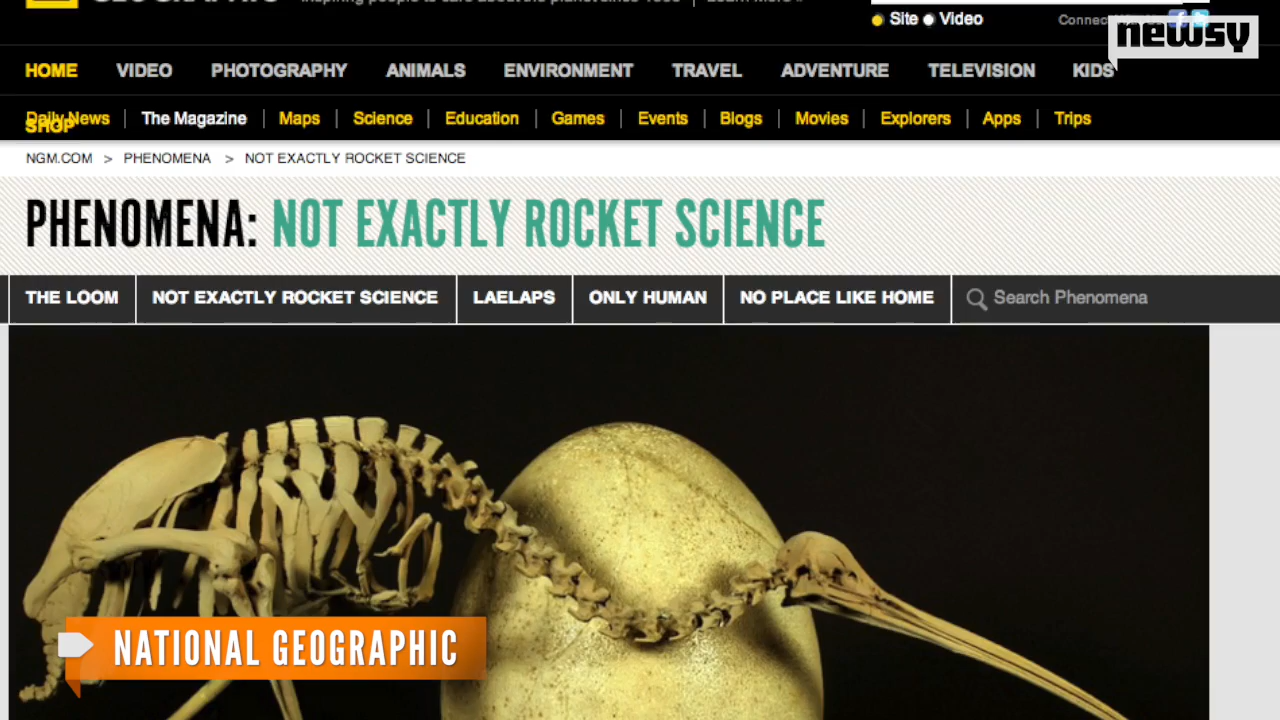 Site Video
newsy
HOME VIDEO PHOTOGRAPHY ANIMALS ENVIRONMENT TRAVEL ADVENTURE TELEVISION KIDS
Daily News | The Magazine | Maps | Science | Education | Games | Events | Blogs | Movies | Explorers | Apps | Trips
SHOP
NGM.COM > PHENOMENA > NOT EXACTLY ROCKET SCIENCE
PHENOMENA: NOT EXACTLY ROCKET SCIENCE
THE LOOM NOT EXACTLY ROCKET SCIENCE LAELAPS ONLY HUMAN NO PLACE LIKE HOME Search Phenomena
NATIONAL GEOGRAPHIC